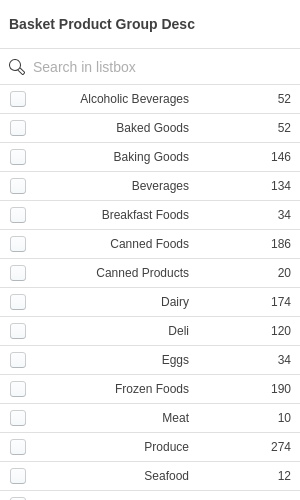 Basket Product Group Desc
Search in listbox
Alcoholic Beverages 52
Baked Goods 52
Baking Goods 146
Beverages 134
Breakfast Foods 34
Canned Foods 186
Canned Products 20
Dairy 174
Deli 120
Eggs 34
Frozen Foods 190
Meat 10
Produce 274
Seafood 12